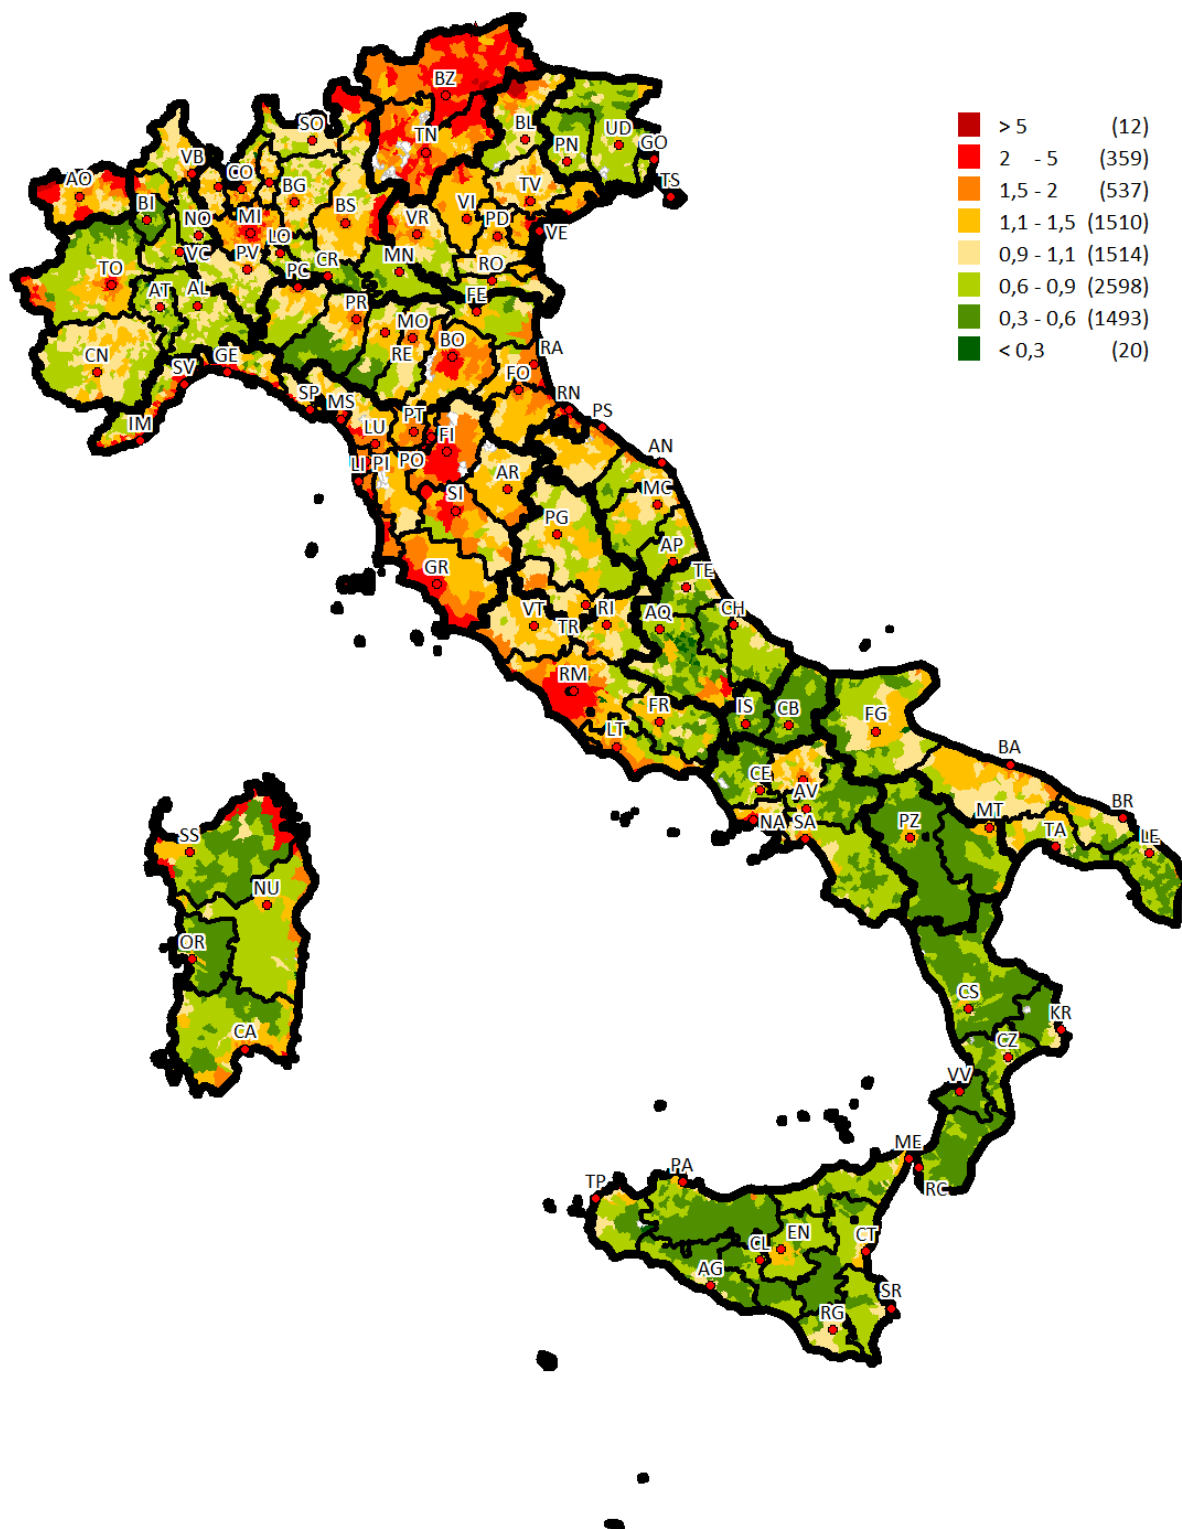 > 5 (12)
2 - 5 (359)
1,5 - 2 (537)
1,1 - 1,5 (1510)
0,9 - 1,1 (1514)
0,6 - 0,9 (2598)
0,3 - 0,6 (1493)
< 0,3 (20)
BZ
SO
TN
BL
PN
UD
GO
VB
CO
AO
BG
TV
TS
BI
NO
MI
BS
VR
VI
PD
VE
LO
VC
PV
CR
MN
RO
TO
PC
AT
AL
PR
FE
MO
BO
RE
RA
CN
SV
GE
FO
SP
MS
RN
PS
IM
LU
PT
FI
AN
LI
PI
PO
AR
MC
SI
PG
AP
GR
TE
VT
TR
RI
AQ
CH
RM
FR
IS
CB
FG
LT
BA
CE
AV
NA
SA
PZ
MT
TA
BR
LE
SS
NU
OR
CA
CS
KR
CZ
VV
ME
RC
PA
TP
EN
CL
CT
AG
SR
RG